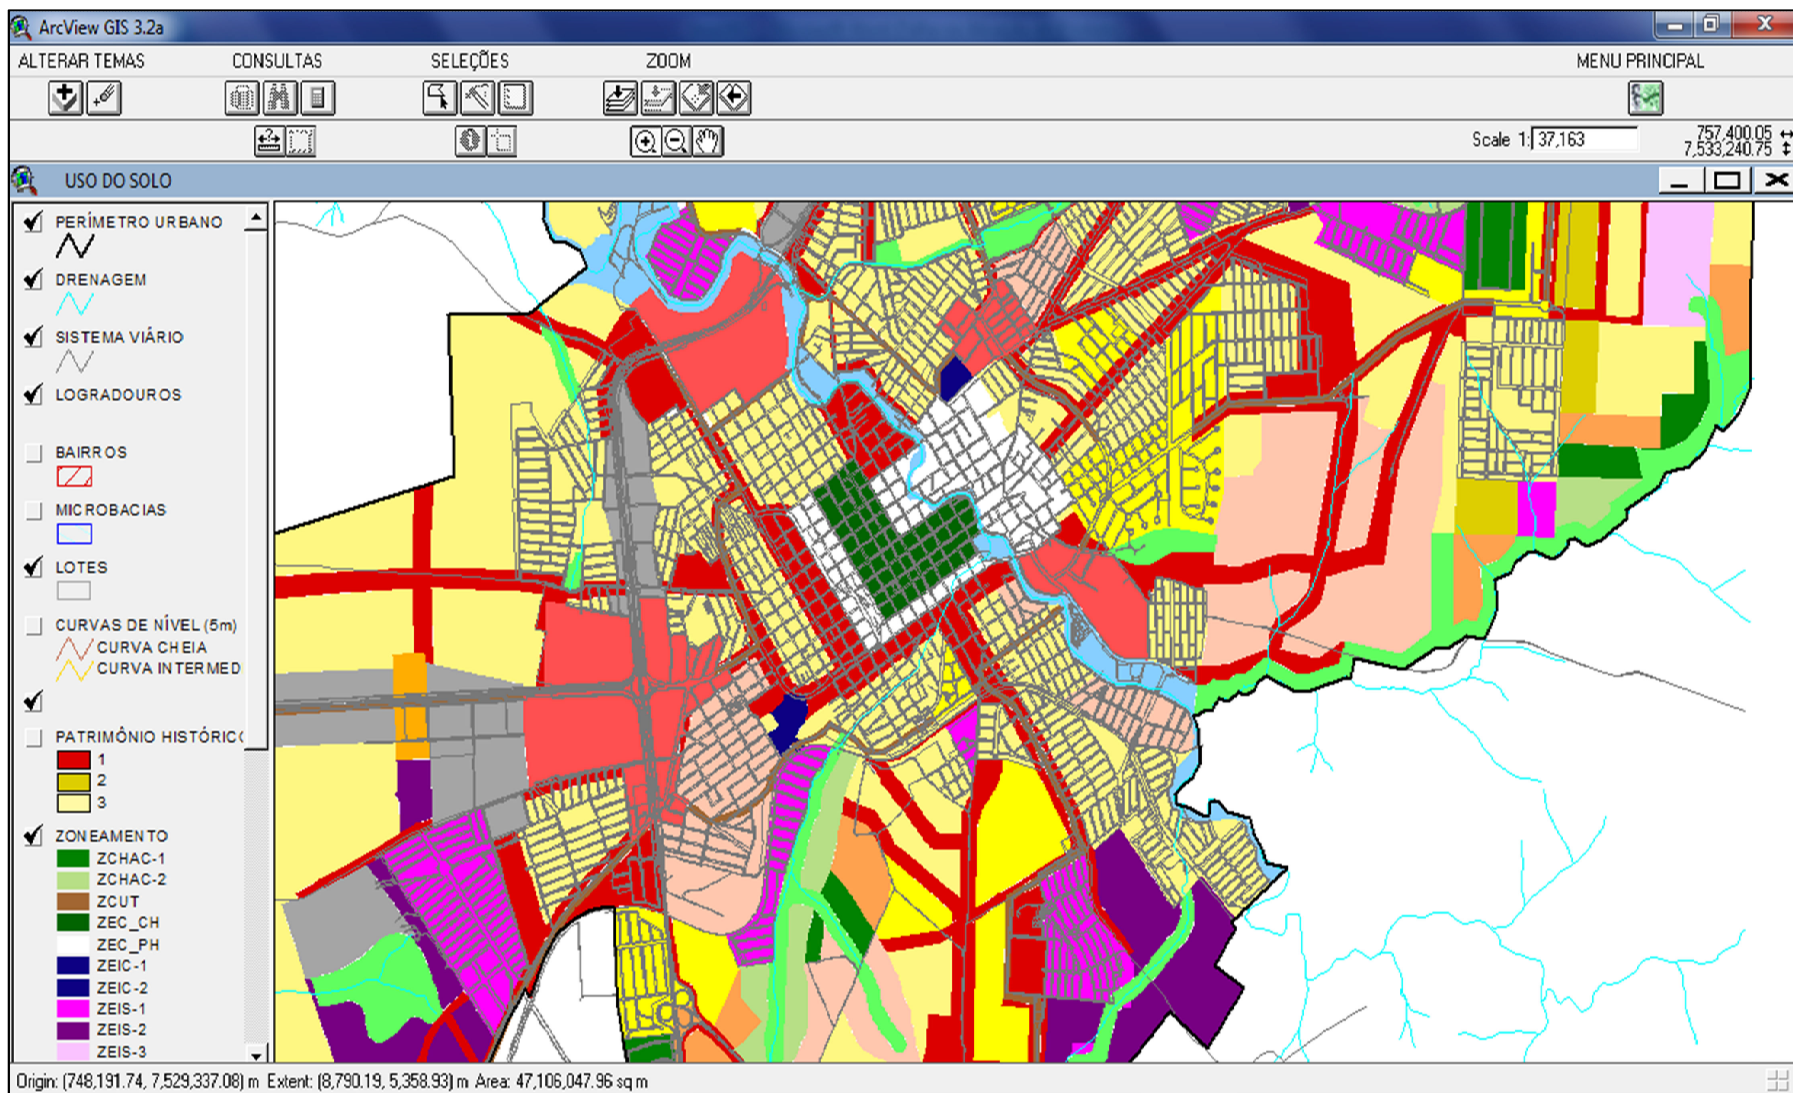 ArcView GIS 3.2a
ALTERAR TEMAS CONSULTAS SELEÇÕES ZOOM MENU PRINCIPAL
Scale 1: 37,163 757,400.05
7,533,240.75
USO DO SOLO
PERÍMETRO URBANO
DRENAGEM
SISTEMA VIÁRIO
LOGRADOUROS
BAIRROS
MICROBACIAS
LOTES
CURVAS DE NÍVEL (5m)
CURVA CHEIA
CURVA INTERMED
PATRIMÔNIO HISTÓRIC
1
2
3
ZONEAMENTO
ZCHAC-1
ZCHAC-2
ZCUT
ZEC_CH
ZEC_PH
ZEIC-1
ZEIC-2
ZEIS-1
ZEIS-2
ZEIS-3
Origin: (748,191.74, 7,529,337.08) m Extent: (8,790.19, 5,358.93) m Area: 47,106,047.96 sq m